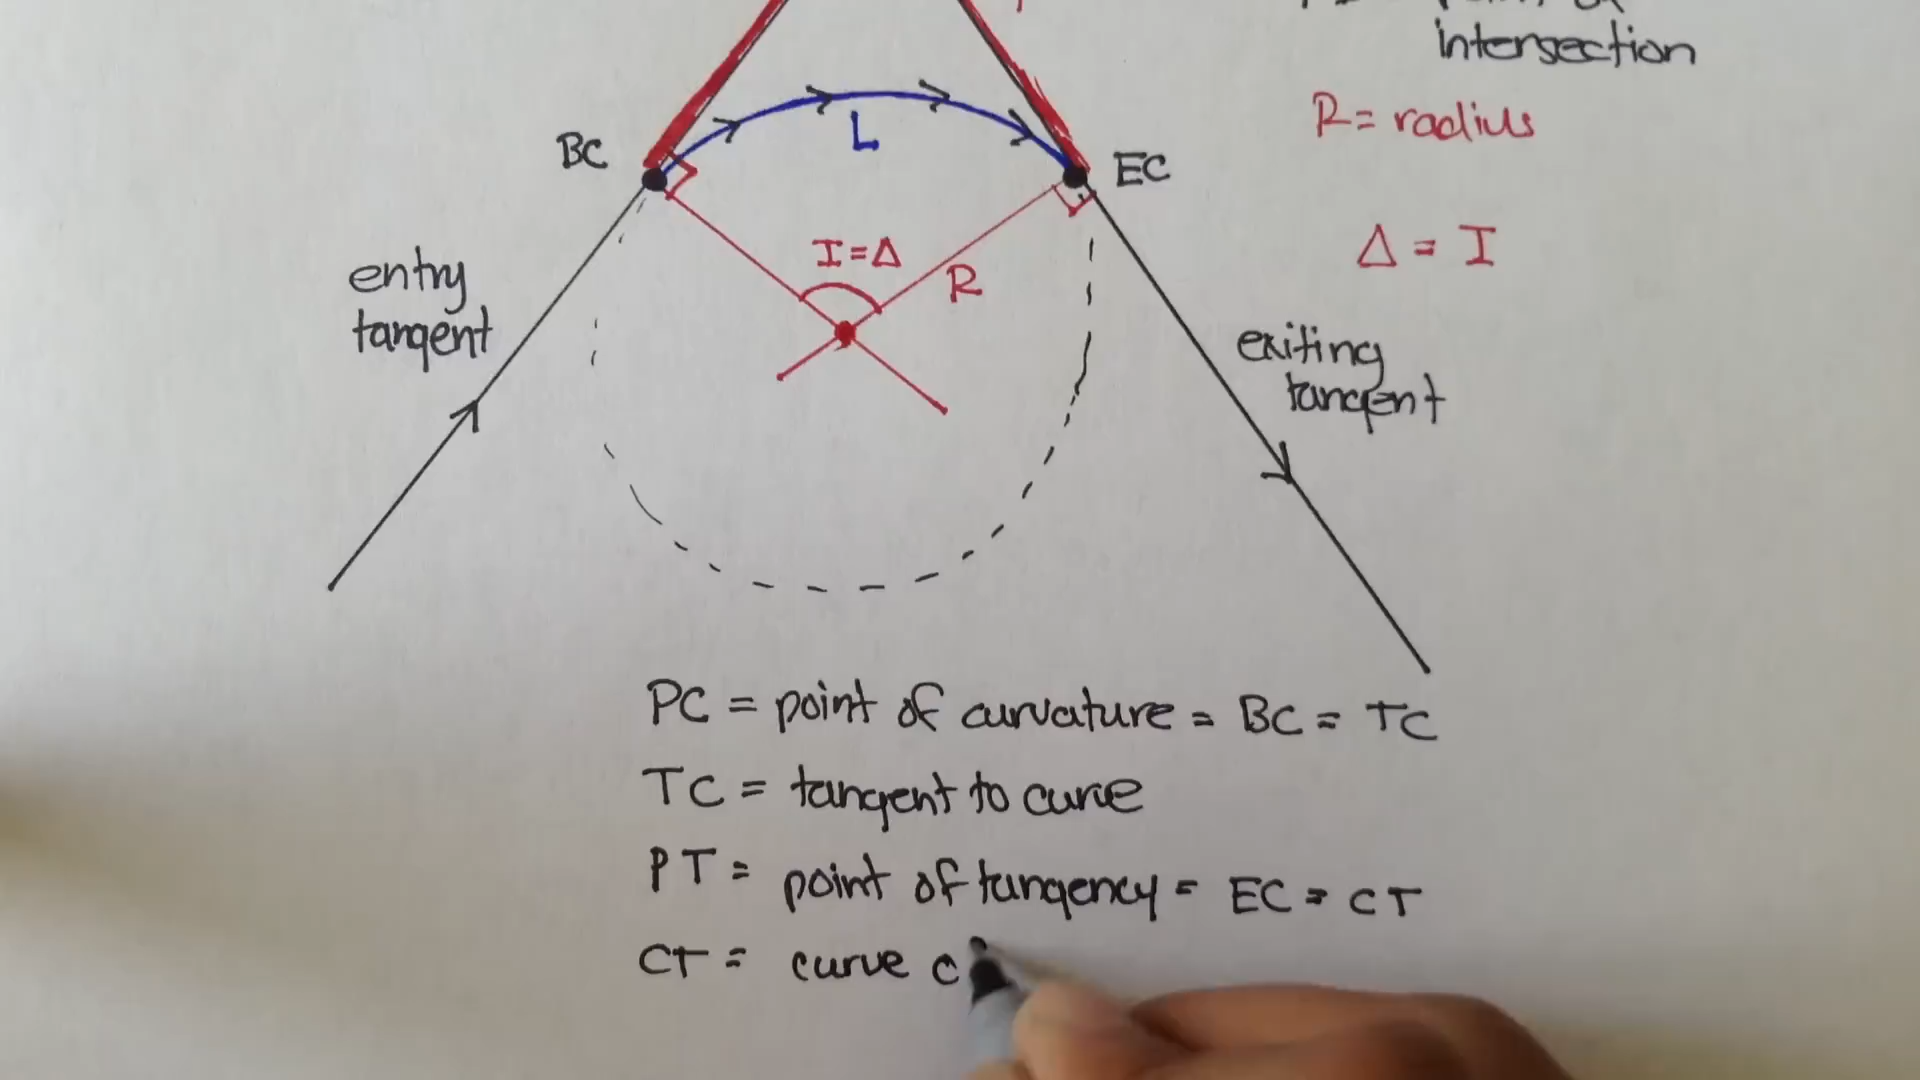 intersection
R = radius
BC
L
EC
I = Δ
R
Δ = I
entry
tangent
exiting
tangent
PC = point of curvature = BC = TC
TC = tangent to curve
PT = point of tangency = EC = CT
CT = curve c